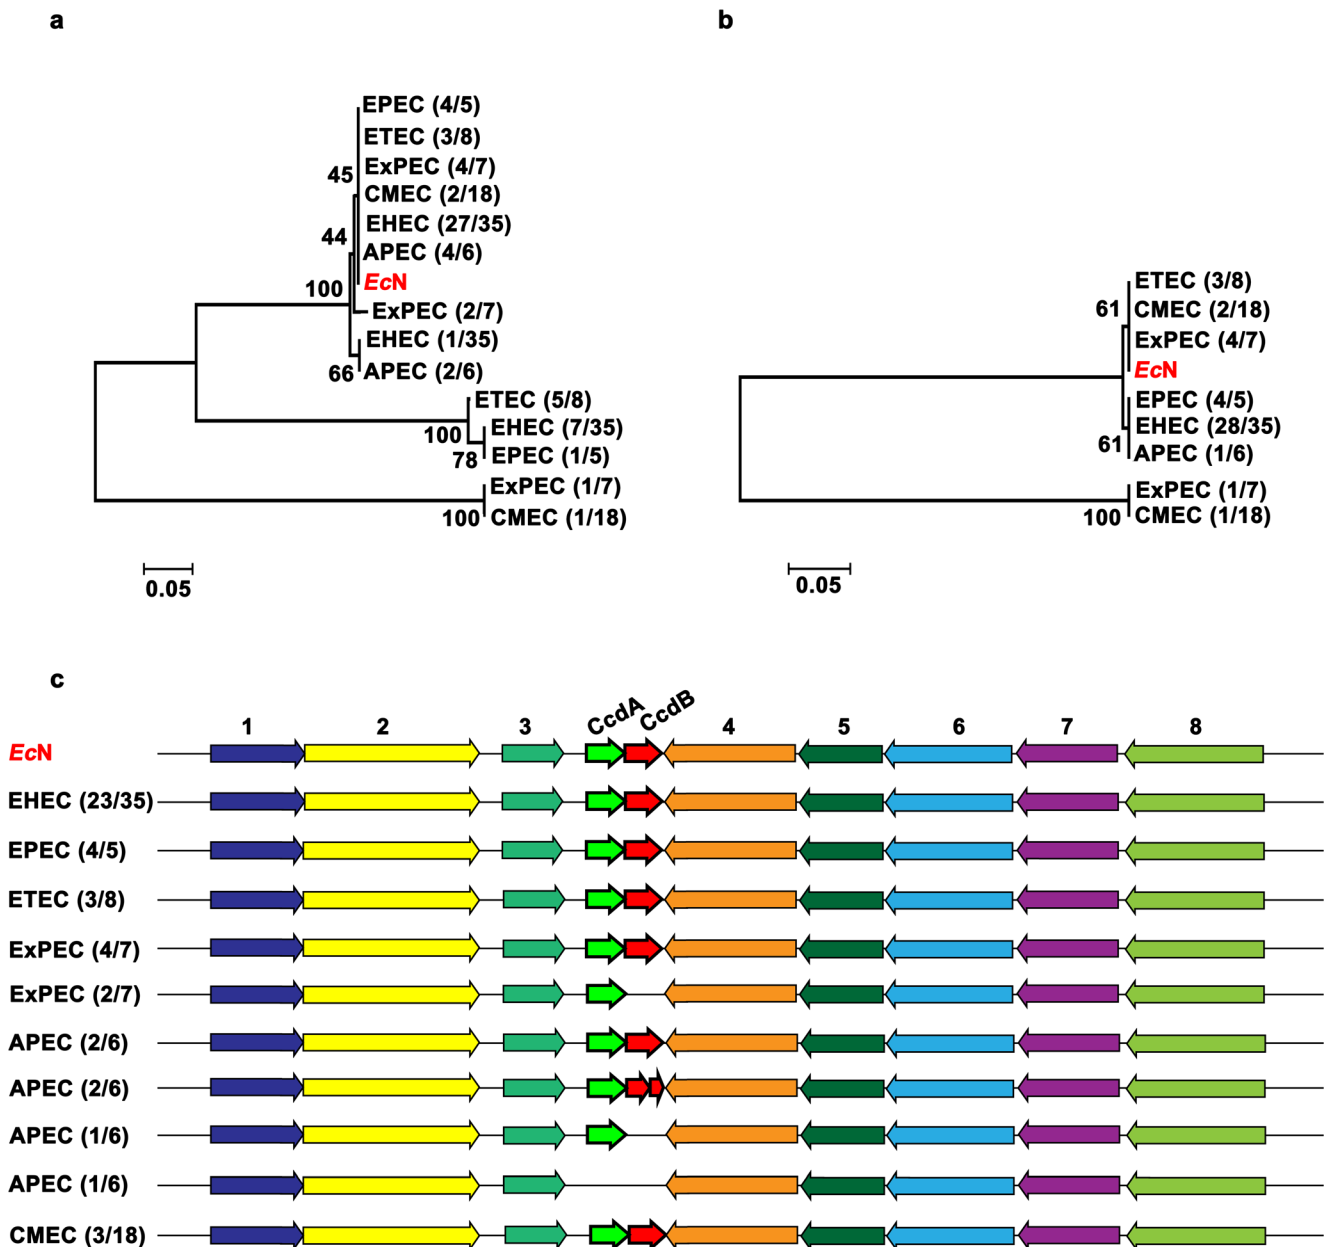 a
EPEC (4/5)
ETEC (3/8)
ExPEC (4/7)
45
CMEC (2/18)
EHEC (27/35)
44
APEC (4/6)
EcN
100
ExPEC (2/7)
EHEC (1/35)
66
APEC (2/6)
ETEC (5/8)
EHEC (7/35)
100
EPEC (1/5)
78
ExPEC (1/7)
CMEC (1/18)
100
0.05
b
ETEC (3/8)
61
CMEC (2/18)
ExPEC (4/7)
EcN
EPEC (4/5)
EHEC (28/35)
61
APEC (1/6)
ExPEC (1/7)
CMEC (1/18)
100
0.05
c
1 2 3 CcdA CcdB 4 5 6 7 8
EcN
EHEC (23/35)
EPEC (4/5)
ETEC (3/8)
ExPEC (4/7)
ExPEC (2/7)
APEC (2/6)
APEC (2/6)
APEC (1/6)
APEC (1/6)
CMEC (3/18)